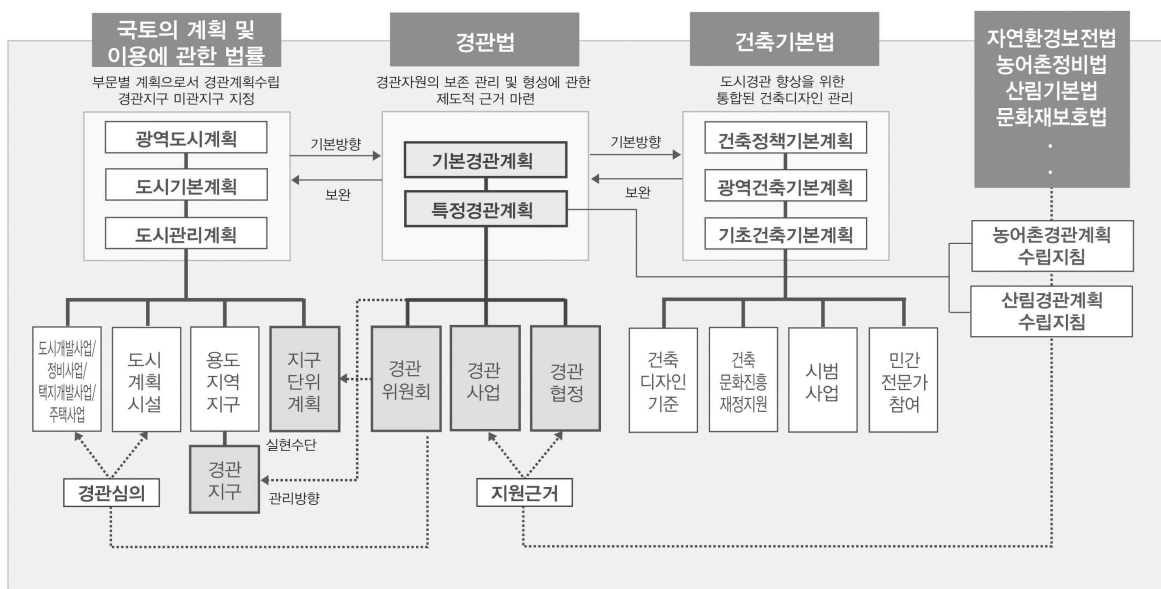 국토의 계획 및
이용에 관한 법률
부문별 계획으로서 경관계획수립
경관지구 미관지구 지정
광역도시계획
도시기본계획
도시관리계획
기본방향
보완
경관법
경관자원의 보존 관리 및 형성에 관한
제도적 근거 마련
기본경관계획
특정경관계획
기본방향
보완
건축기본법
도시경관 향상을 위한
통합된 건축디자인 관리
건축정책기본계획
광역건축기본계획
기초건축기본계획
자연환경보전법
농어촌정비법
산림기본법
문화재보호법
.
.
농어촌경관계획
수립지침
산림경관계획
수립지침
도시개발사업/
정비사업/
택지개발사업/
주택사업
도시
계획
시설
용도
지역
지구
지구
단위
계획
경관
위원회
경관
사업
경관
협정
건축
디자인
기준
건축
문화진흥
재정지원
시범
사업
민간
전문가
참여
실현수단
경관
지구
관리방향
경관심의
지원근거